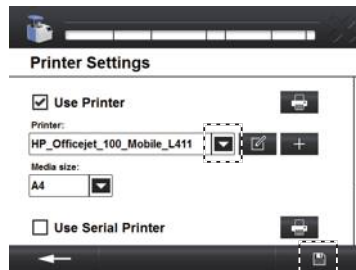 Printer Settings
Use Printer
Printer:
HP_Officejet_100_Mobile_L411
Media size:
A4
Use Serial Printer